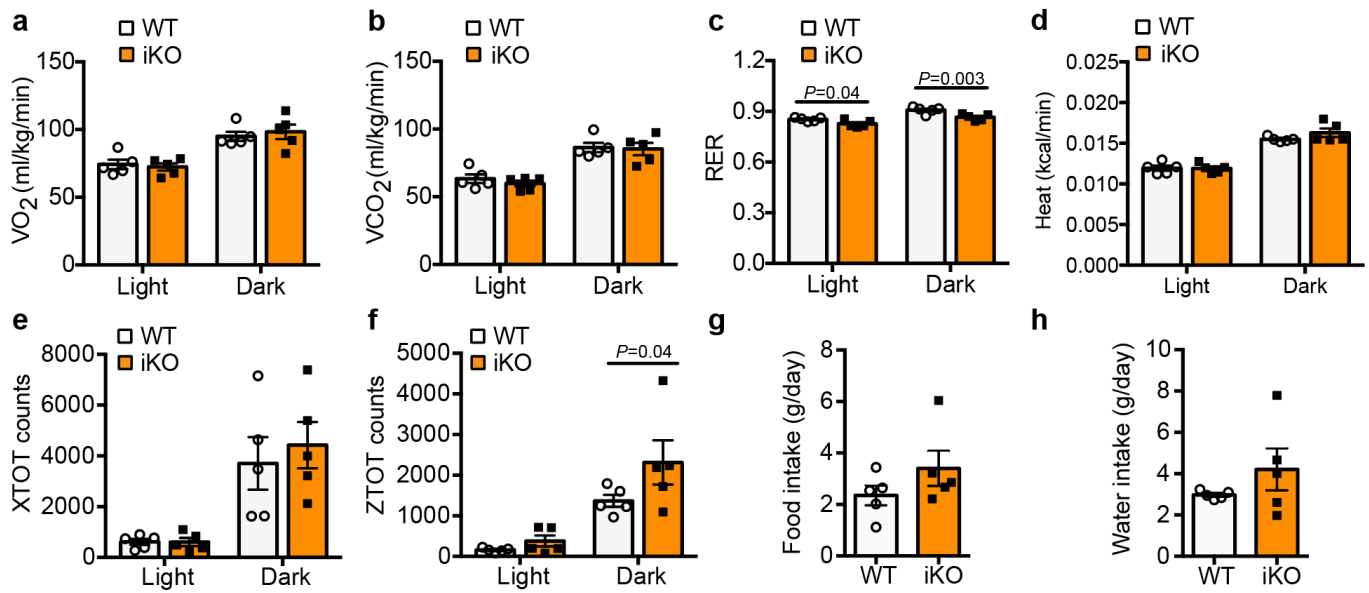 a
WT
iKO
VO2 (ml/kg/min)
150
100
50
0
Light Dark
b
WT
iKO
VCO2 (ml/kg/min)
150
100
50
0
Light Dark
c
WT
iKO
RER
1.2
0.9
0.6
0.3
0.0
P=0.04
P=0.003
Light Dark
d
WT
iKO
Heat (kcal/min)
0.025
0.020
0.015
0.010
0.005
0.000
Light Dark
e
WT
iKO
XTOT counts
8000
6000
4000
2000
0
Light Dark
f
WT
iKO
ZTOT counts
5000
4000
3000
2000
1000
0
P=0.04
Light Dark
g
Food intake (g/day)
8
6
4
2
0
WT iKO
h
Water intake (g/day)
10
8
6
4
2
0
WT iKO